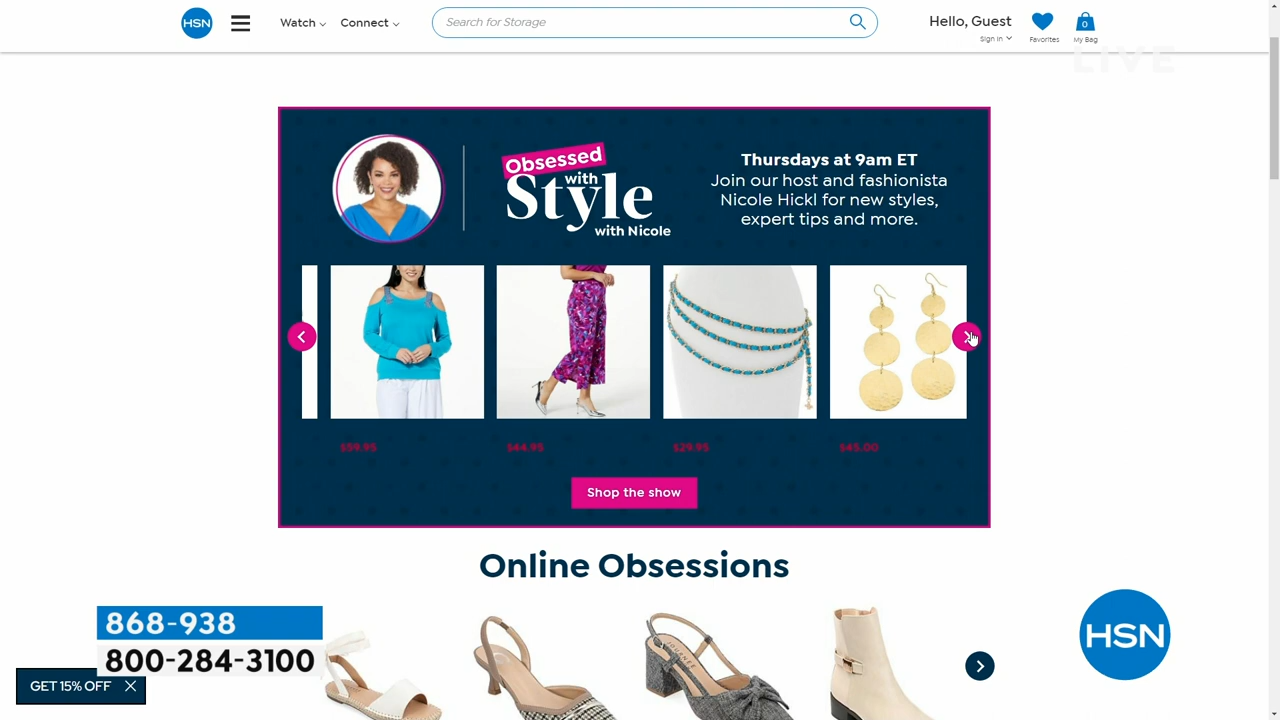 HSN
Watch
Connect
Search for Storage
Hello, Guest
Sign In
Favorites
0
My Bag
LIVE
Obsessed
with
Style
with Nicole
Thursdays at 9am ET
Join our host and fashionista
Nicole Hickl for new styles,
expert tips and more.
$59.95
$44.95
$29.95
$45.00
Shop the show
Online Obsessions
868-938
800-284-3100
GET 15% OFF
HSN